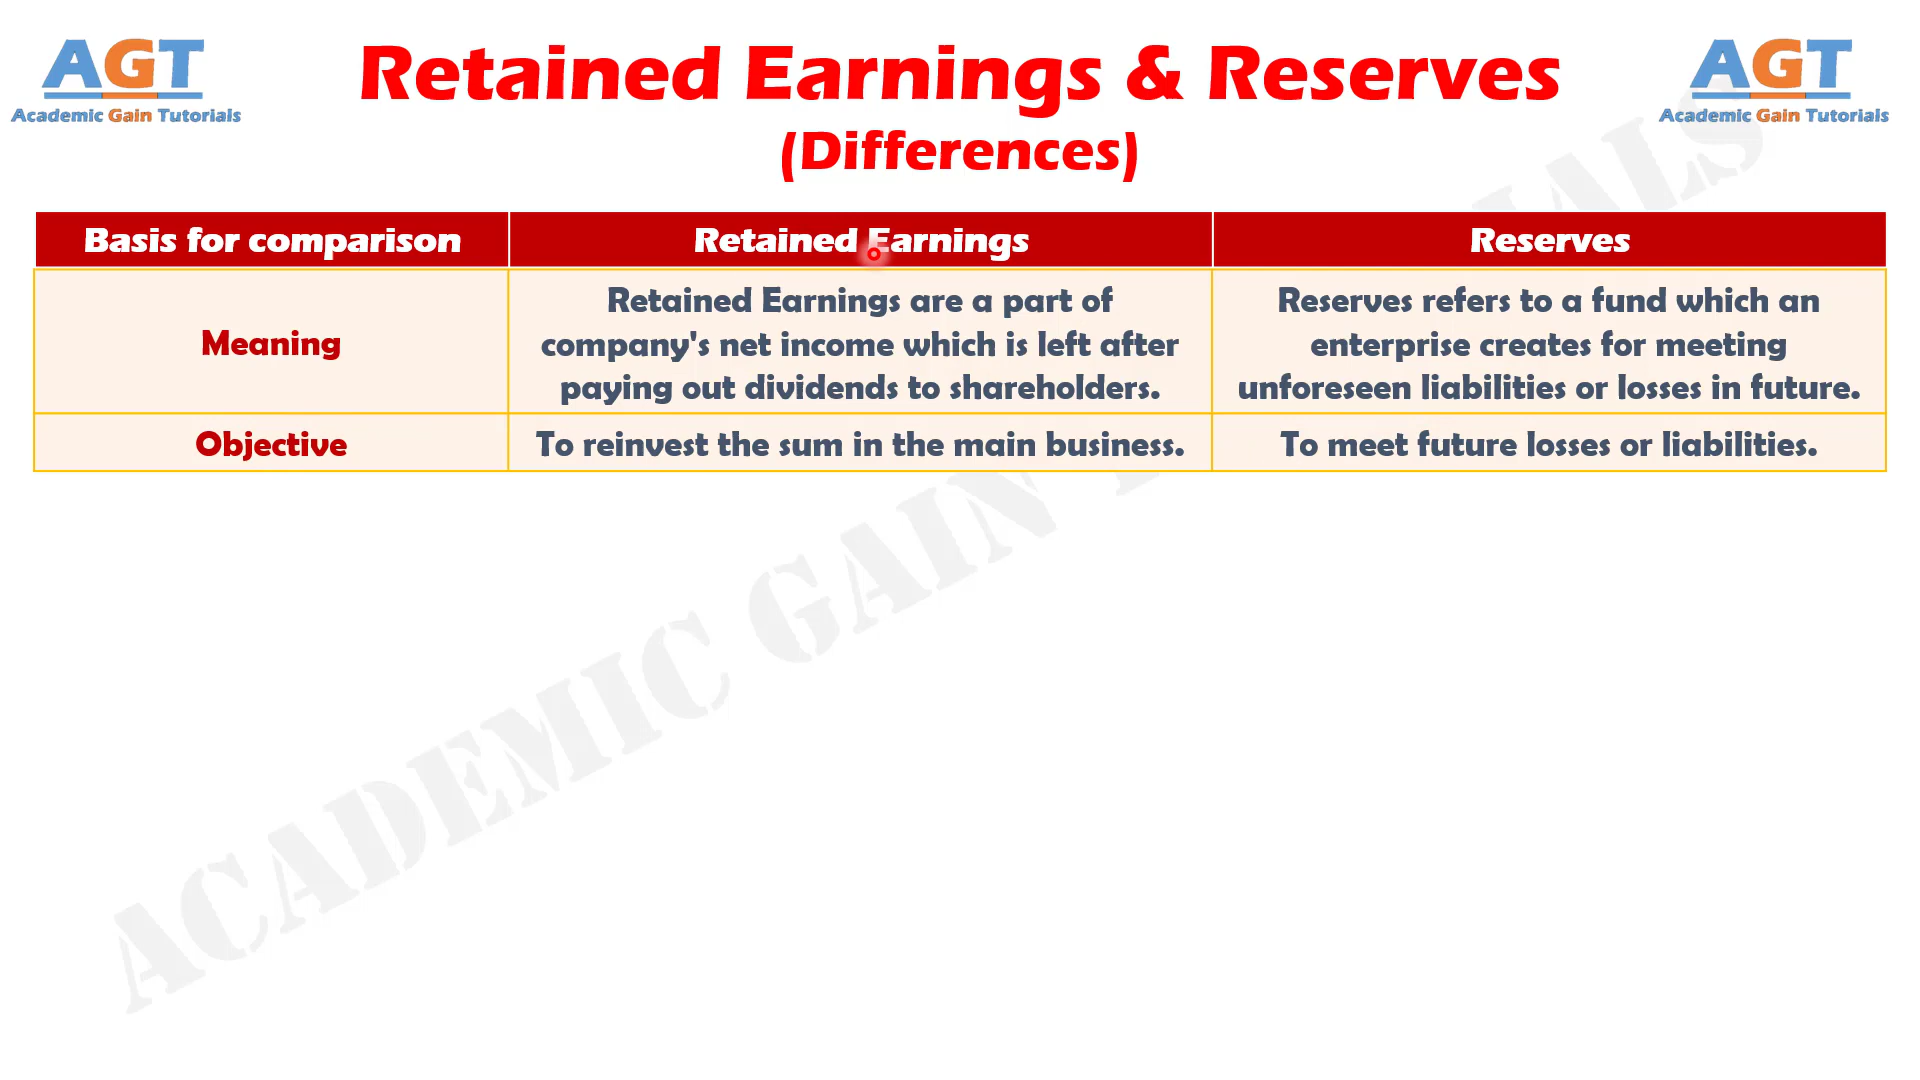 AGT
Academic Gain Tutorials
Retained Earnings & Reserves
(Differences)
AGT
Academic Gain Tutorials
Basis for comparison
Retained Earnings
Reserves
Meaning
Retained Earnings are a part of
company's net income which is left after
paying out dividends to shareholders.
Reserves refers to a fund which an
enterprise creates for meeting
unforeseen liabilities or losses in future.
Objective
To reinvest the sum in the main business.
To meet future losses or liabilities.
ACADEMIC GAIN